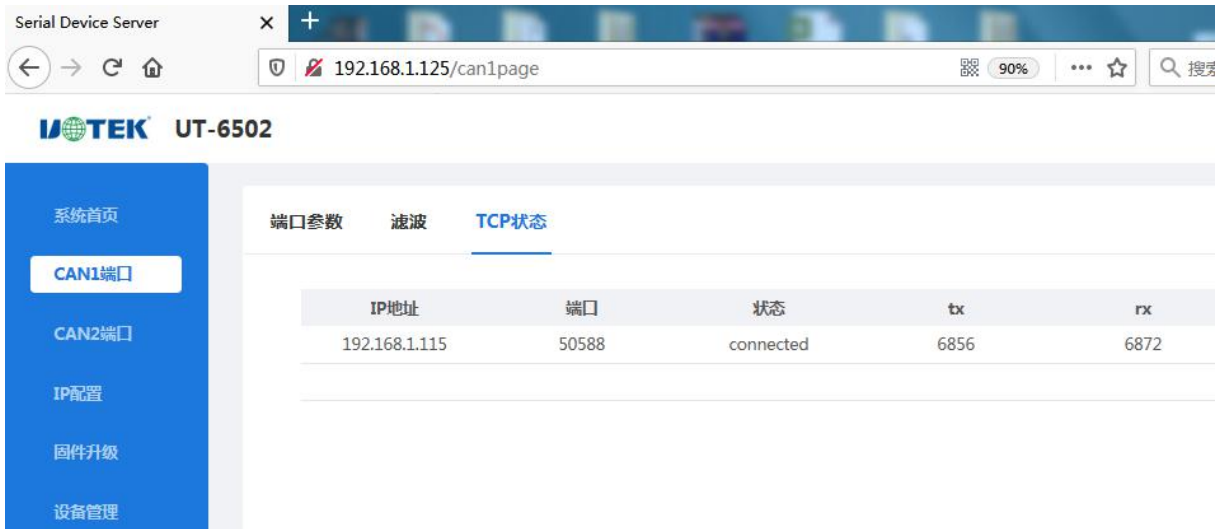 Serial Device Server
192.168.1.125/can1page 90% 搜索
UOTEK UT-6502
系统首页
端口参数 滤波 TCP状态
CAN1端口
IP地址 端口 状态 tx rx
CAN2端口
192.168.1.115 50588 connected 6856 6872
IP配置
固件升级
设备管理